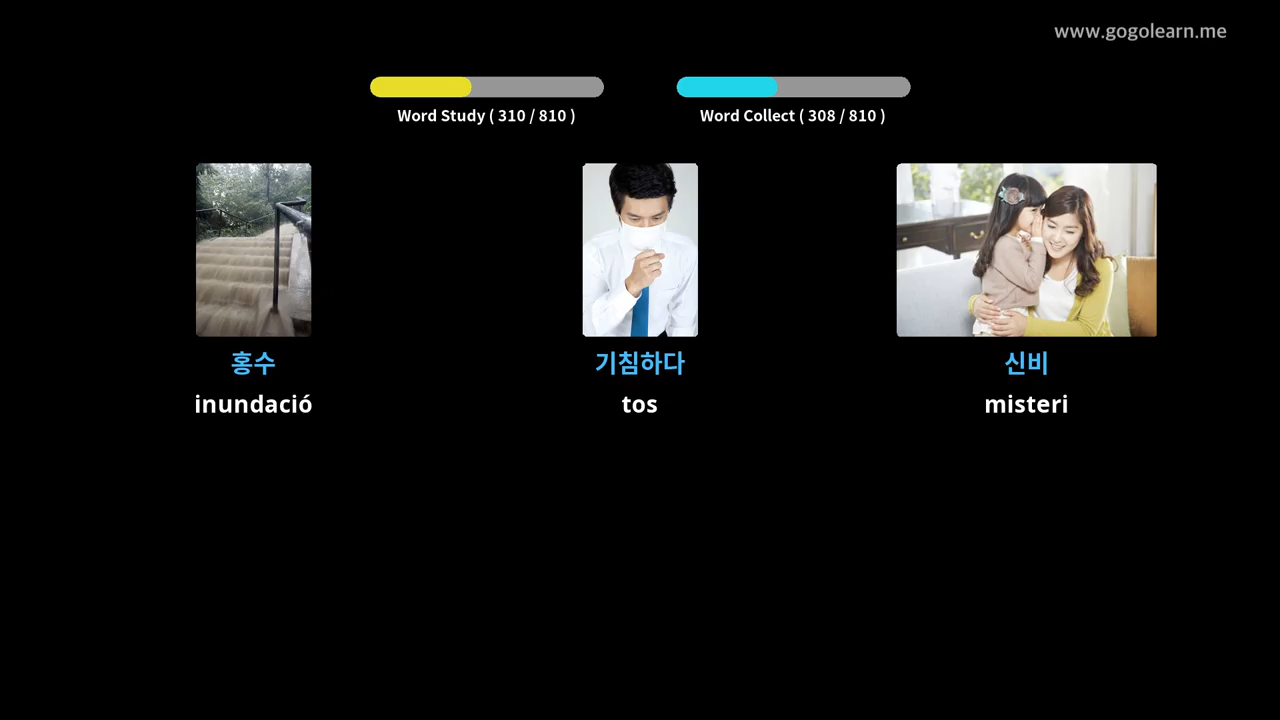 www.gogolearn.me
Word Study ( 310 / 810 )
Word Collect ( 308 / 810 )
홍수
기침하다
신비
inundació
tos
misteri